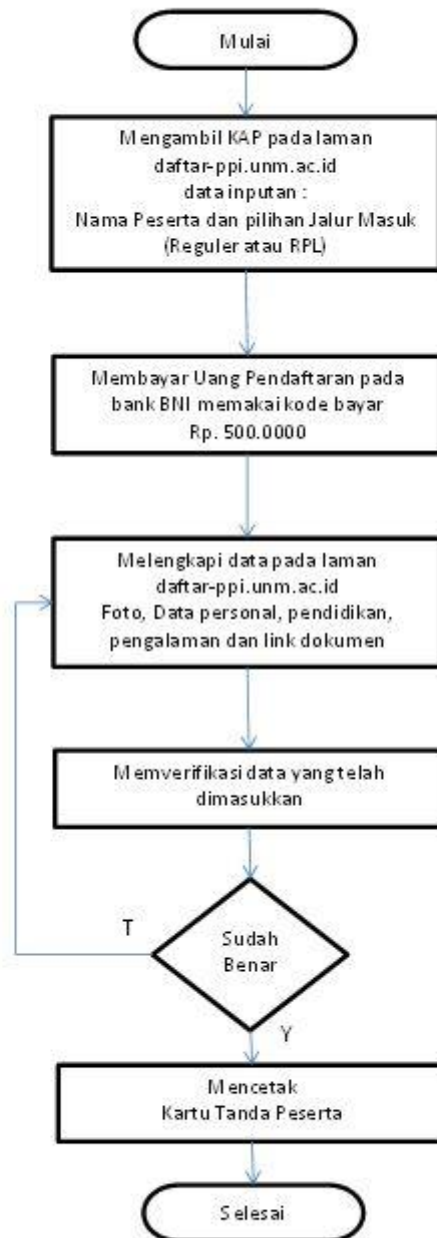 Mulai
Mengambil KAP pada laman
daftar-ppi.unm.ac.id
data inputan :
Nama Peserta dan pilihan Jalur Masuk
(Reguler atau RPL)
Membayar Uang Pendaftaran pada
bank BNI memakai kode bayar
Rp. 500.0000
Melengkapi data pada laman
daftar-ppi.unm.ac.id
Foto, Data personal, pendidikan,
pengalaman dan link dokumen
Memverifikasi data yang telah
dimasukkan
T
Sudah
Benar
Y
Mencetak
Kartu Tanda Peserta
Selesai